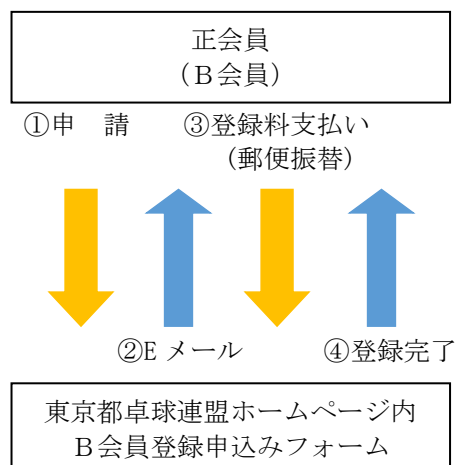 正会員
（Ｂ会員）
①申　請　　③登録料支払い
（郵便振替）
②E メール　　④登録完了
東京都卓球連盟ホームページ内
Ｂ会員登録申込みフォーム